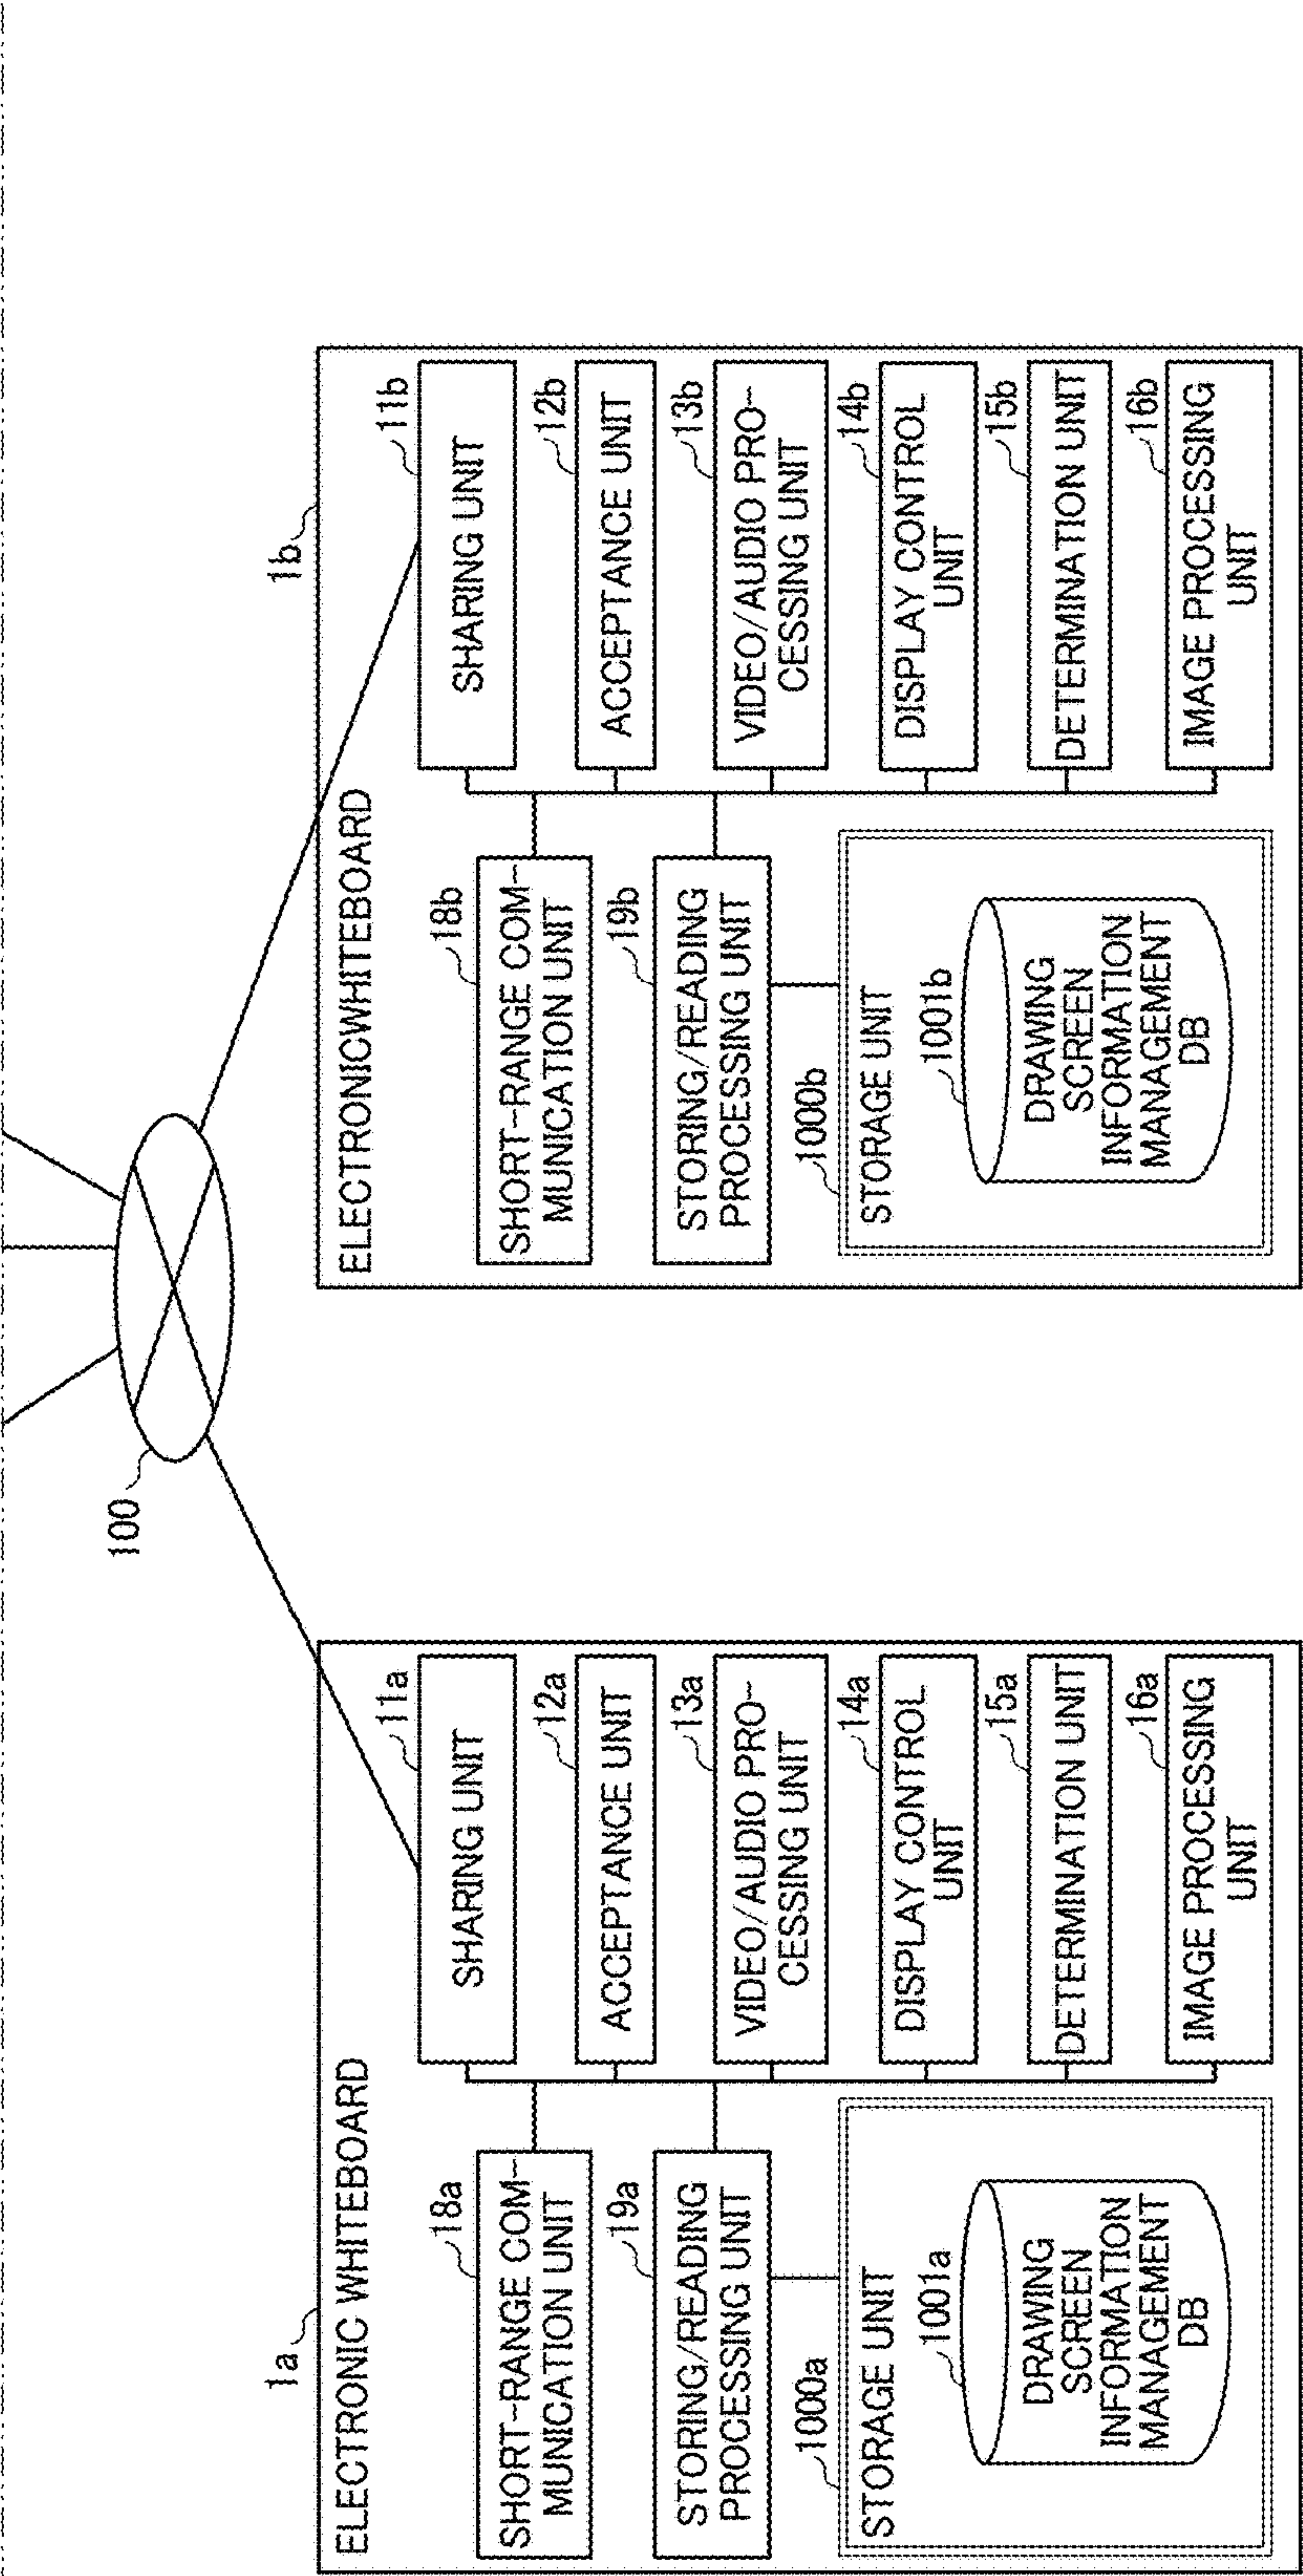 100
1a
ELECTRONIC WHITEBOARD
11a
SHARING UNIT
18a
SHORT-RANGE COM-
MUNICATION UNIT
12a
ACCEPTANCE UNIT
19a
STORING/READING
PROCESSING UNIT
13a
VIDEO/AUDIO PRO-
CESSING UNIT
1000a
STORAGE UNIT
14a
DISPLAY CONTROL
UNIT
1001a
DRAWING
SCREEN
INFORMATION
MANAGEMENT
DB
15a
DETERMINATION UNIT
16a
IMAGE PROCESSING
UNIT
1b
ELECTRONICWHITEBOARD
11b
SHARING UNIT
18b
SHORT-RANGE COM-
MUNICATION UNIT
12b
ACCEPTANCE UNIT
19b
STORING/READING
PROCESSING UNIT
13b
VIDEO/AUDIO PRO-
CESSING UNIT
1000b
STORAGE UNIT
14b
DISPLAY CONTROL
UNIT
1001b
DRAWING
SCREEN
INFORMATION
MANAGEMENT
DB
15b
DETERMINATION UNIT
16b
IMAGE PROCESSING
UNIT